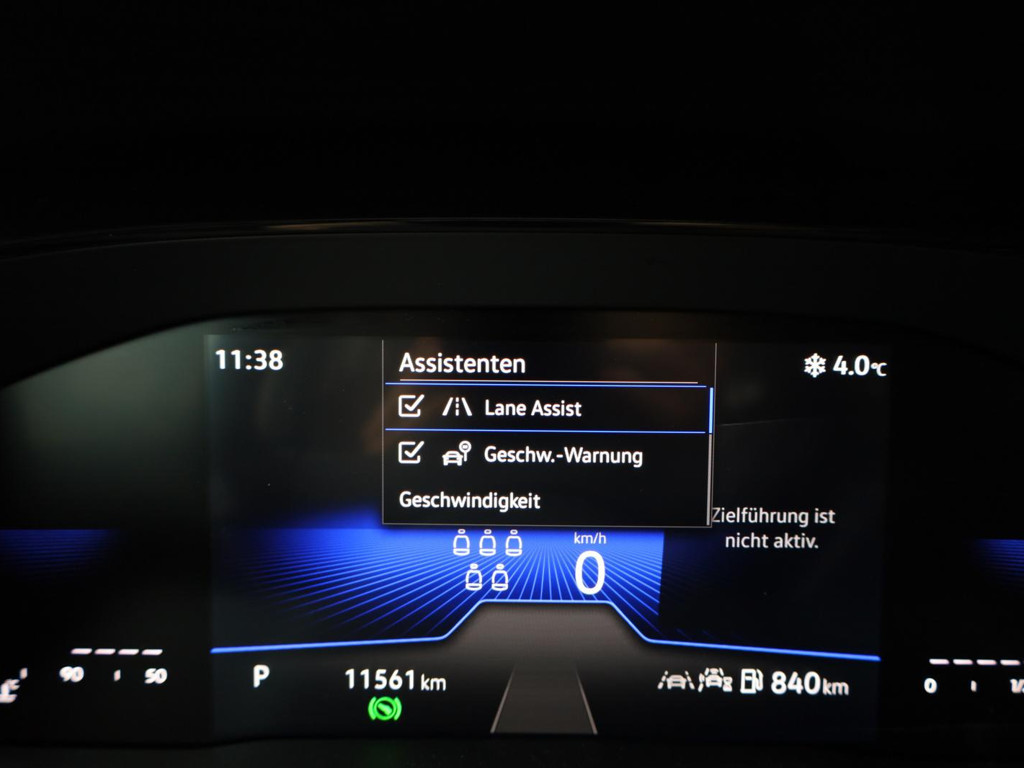 11:38
Assistenten
4.0°C
Lane Assist
Geschw.-Warnung
Geschwindigkeit
Zielführung ist
nicht aktiv.
km/h
0
90
50
P
11561 km
840 km
0